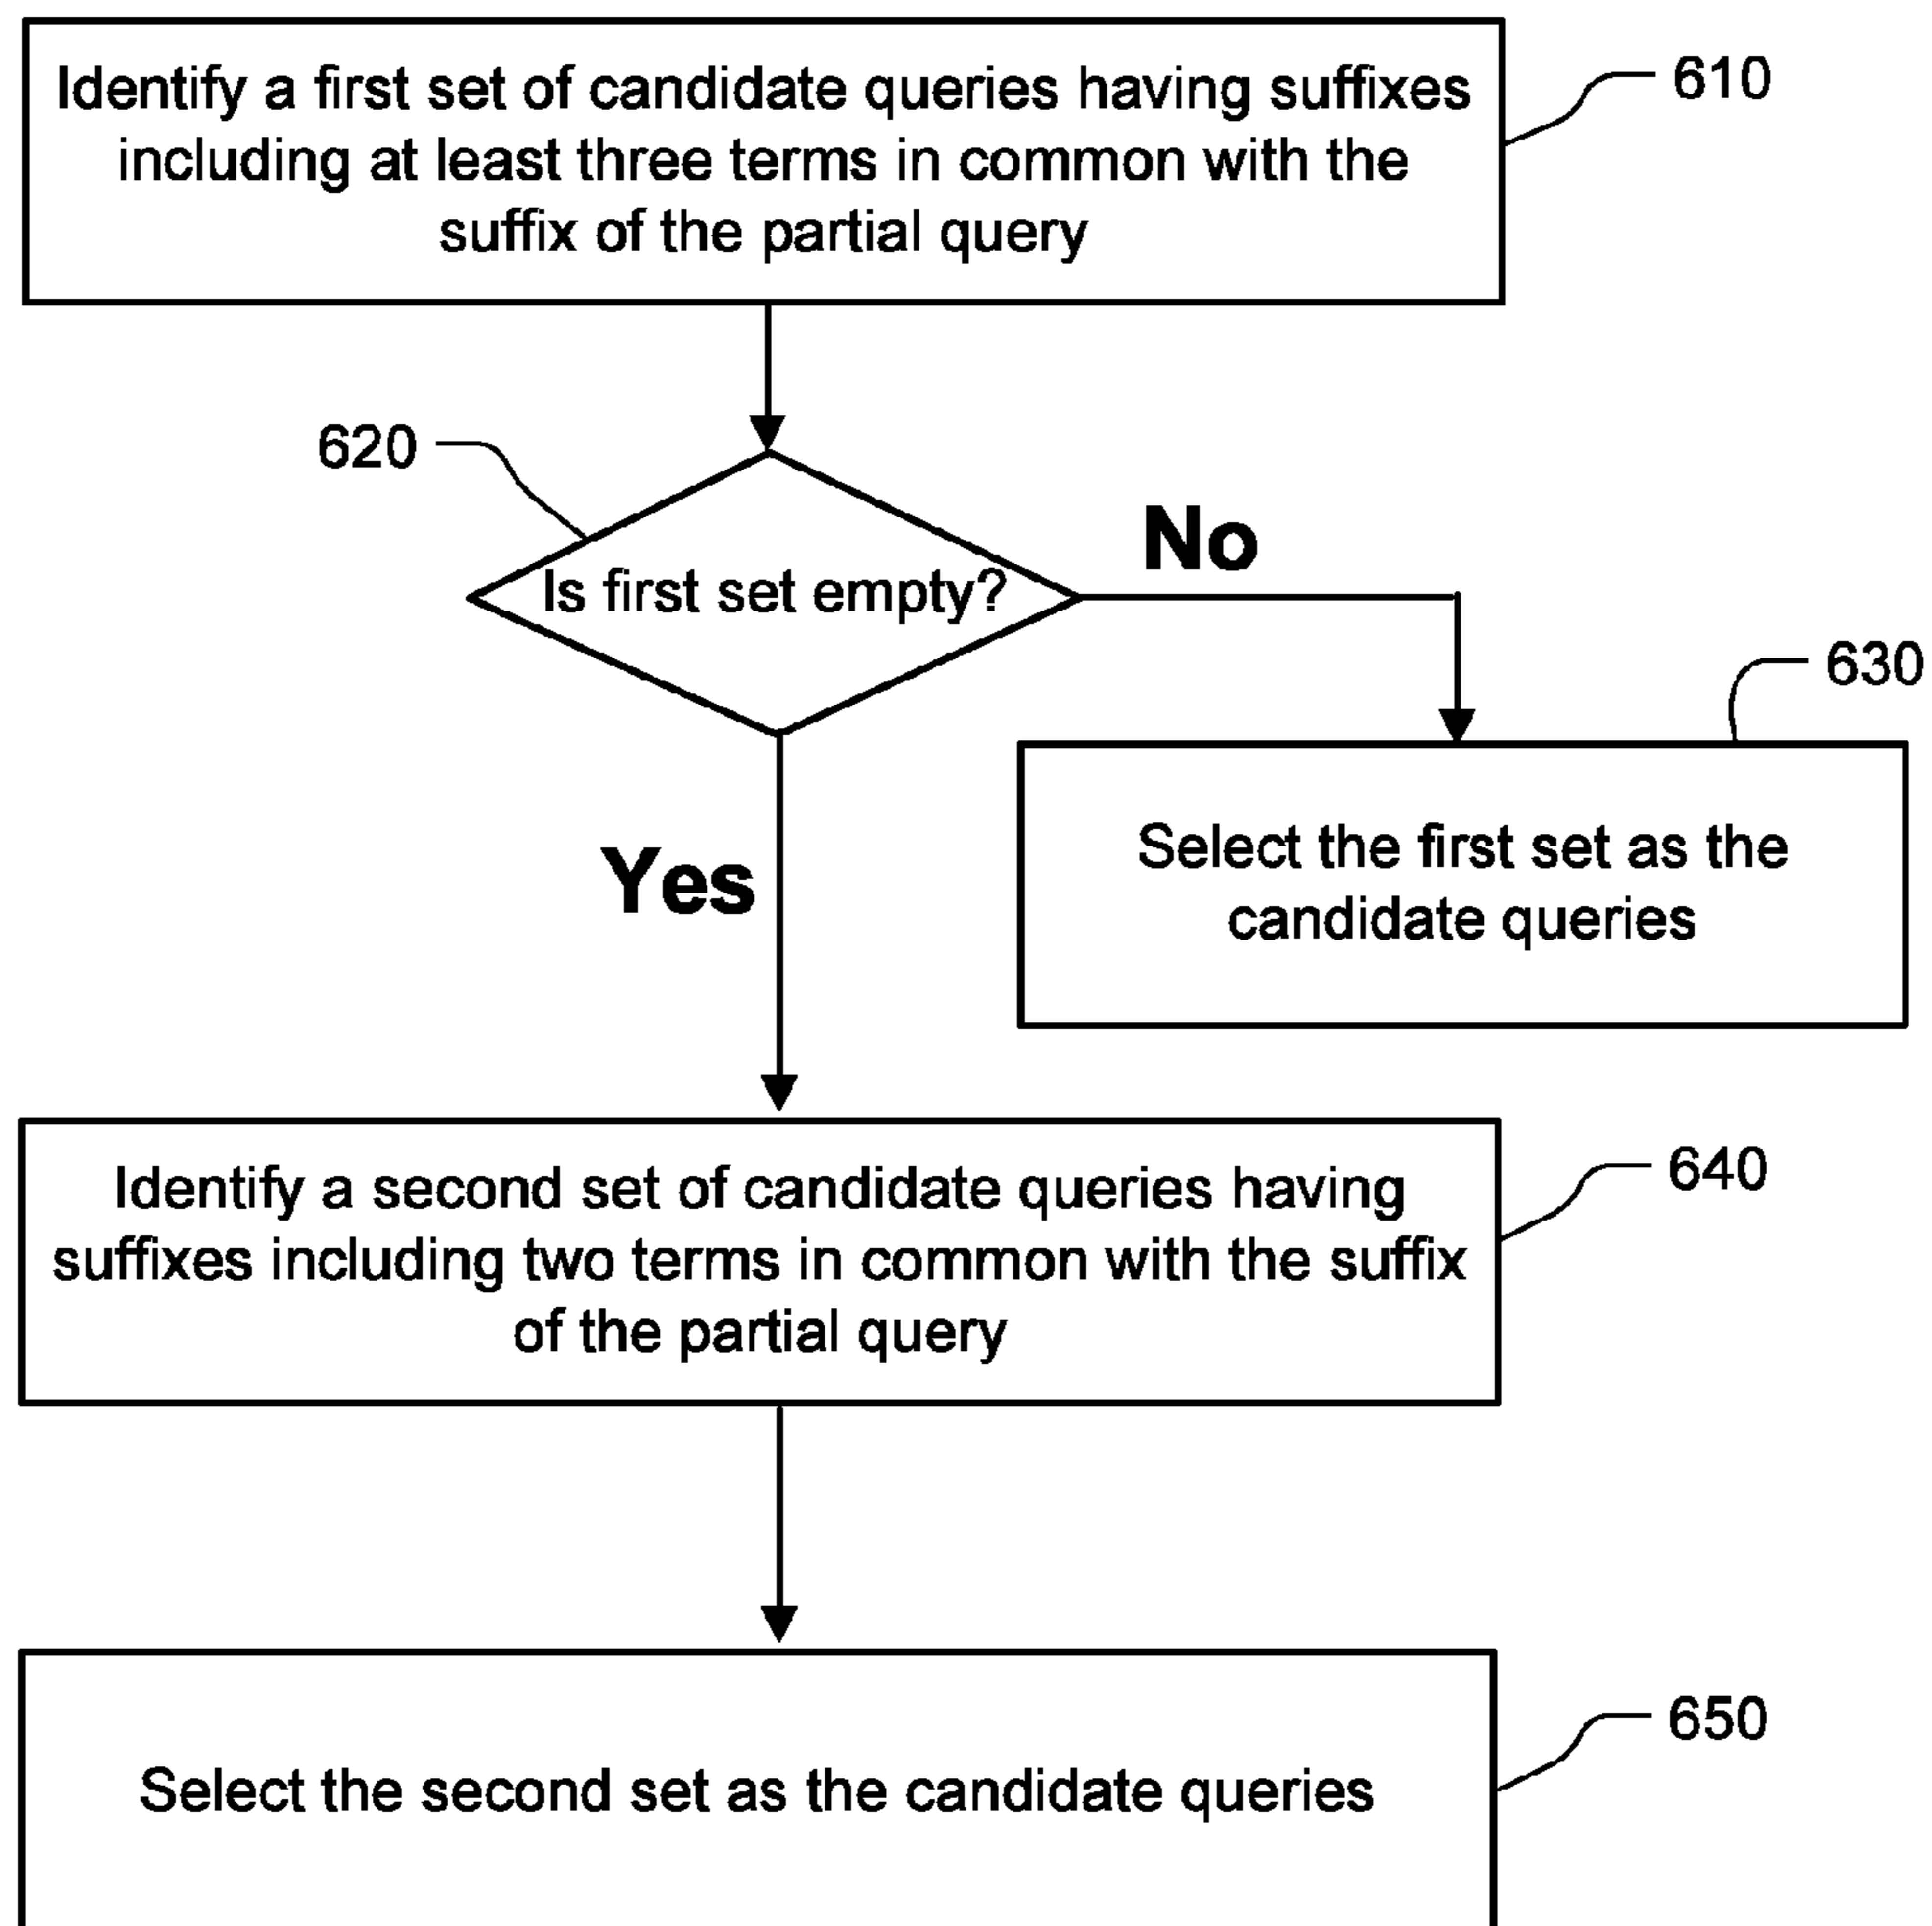 Identify a first set of candidate queries having suffixes
including at least three terms in common with the
suffix of the partial query
610
620
Is first set empty?
No
630
Select the first set as the
candidate queries
Yes
Identify a second set of candidate queries having
suffixes including two terms in common with the suffix
of the partial query
640
Select the second set as the candidate queries
650